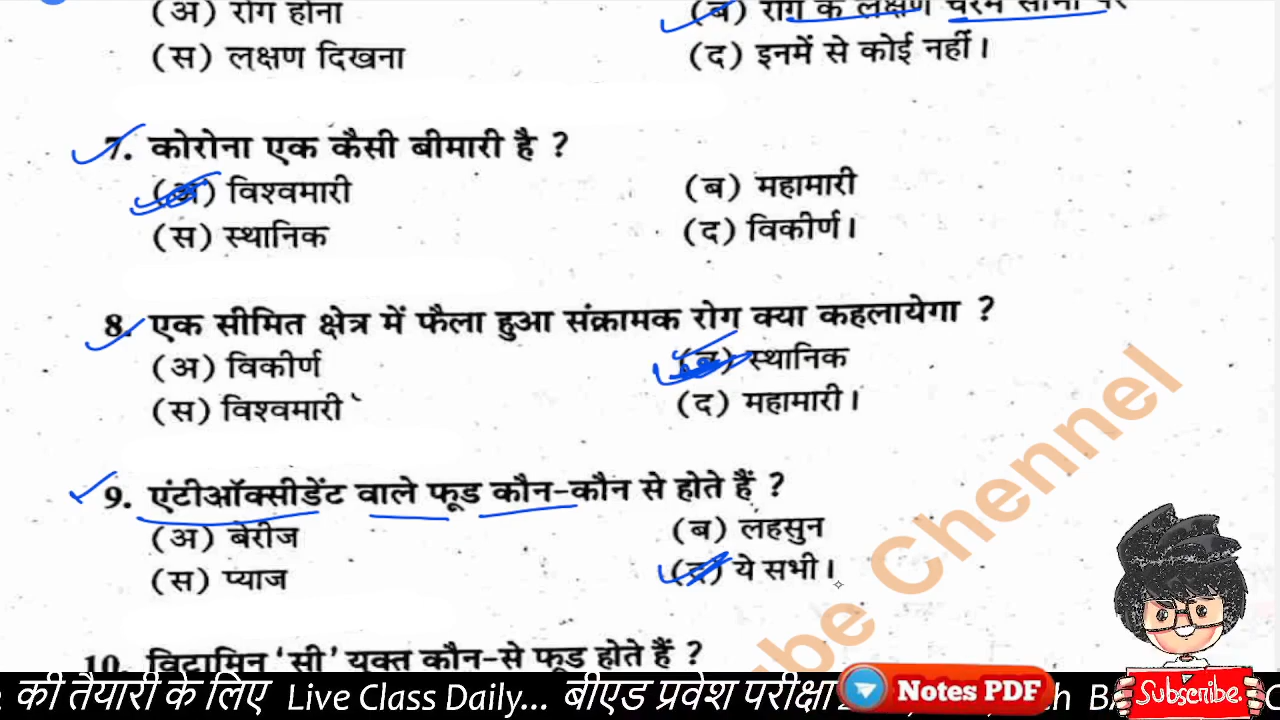 (अ) रोग होना
(ब) रोग के लक्षण चरम सीमा पर
(स) लक्षण दिखना
(द) इनमें से कोई नहीं।
7. कोरोना एक कैसी बीमारी है ?
(अ) विश्वमारी
(ब) महामारी
(स) स्थानिक
(द) विकीर्ण।
8. एक सीमित क्षेत्र में फैला हुआ संक्रामक रोग क्या कहलायेगा ?
(अ) विकीर्ण
(ब) स्थानिक
(स) विश्वमारी
(द) महामारी।
9. एंटीऑक्सीडेंट वाले फूड कौन-कौन से होते हैं ?
(अ) बेरीज
(ब) लहसुन
(स) प्याज
(द) ये सभी।
10. विटामिन ‘सी’ युक्त कौन-से फूड होते हैं ?
Chennel
की तैयारी के लिए Live Class Daily... बीएड प्रवेश परीक्षा
Notes PDF
Subscribe.